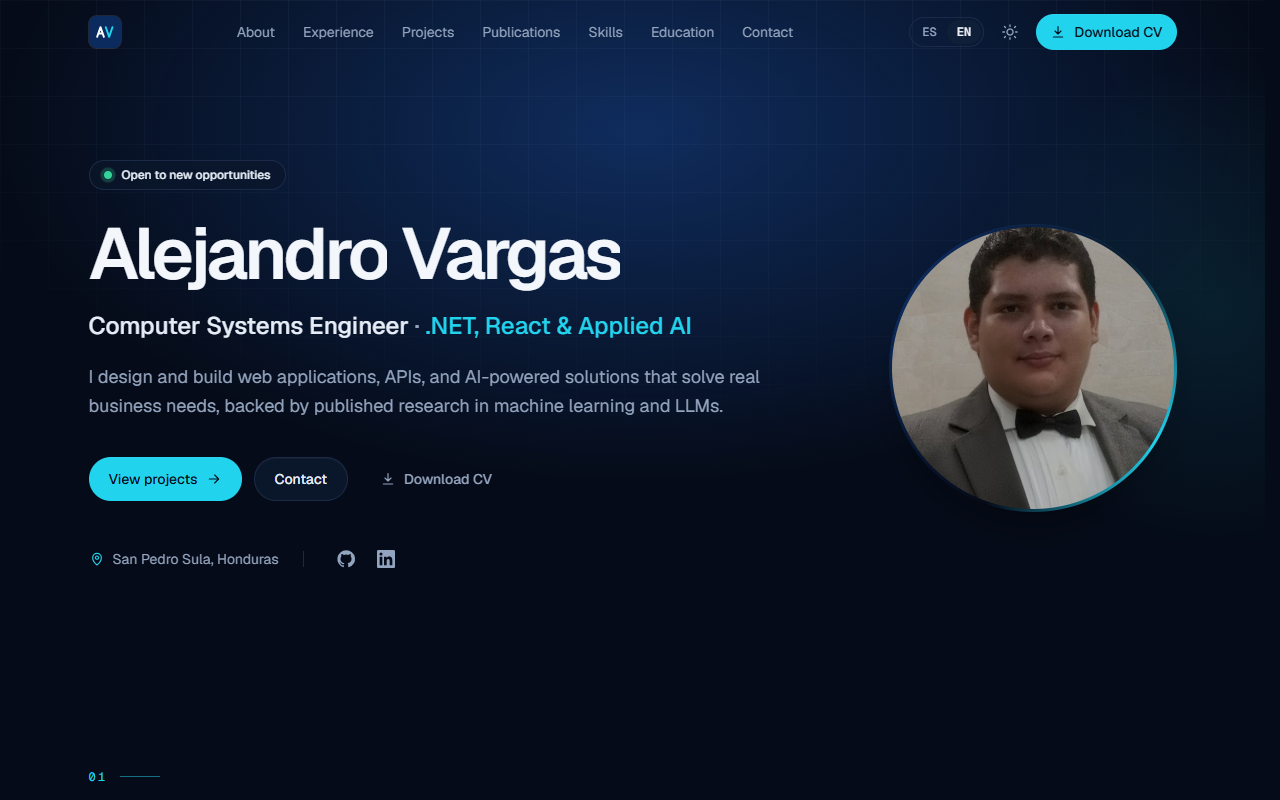 AV
About
Experience
Projects
Publications
Skills
Education
Contact
ES
EN
Download CV
Open to new opportunities
Alejandro Vargas
Computer Systems Engineer · .NET, React & Applied AI
I design and build web applications, APIs, and AI-powered solutions that solve real
business needs, backed by published research in machine learning and LLMs.
View projects
Contact
Download CV
San Pedro Sula, Honduras
in
01